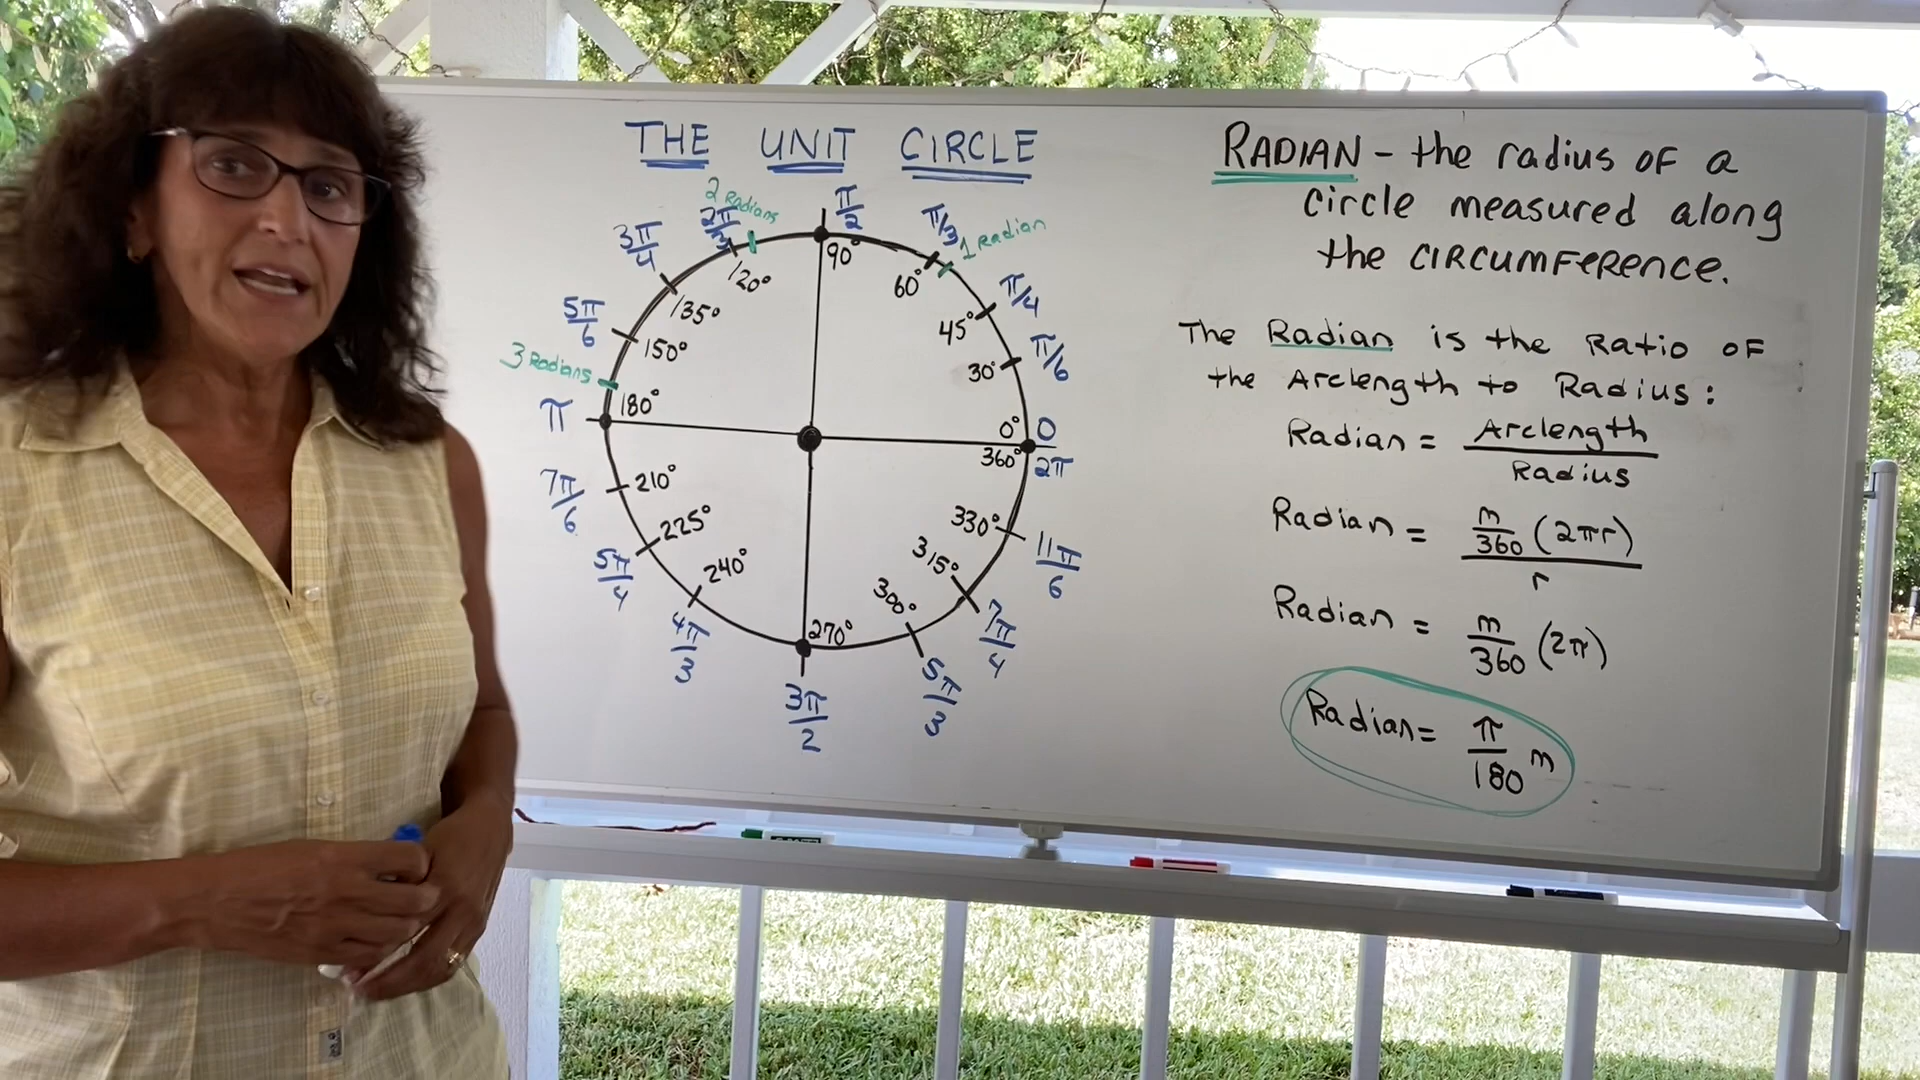 THE UNIT CIRCLE
2 Radians
π/2
2π/3
π/3
1 Radian
3π/4
90°
120°
60°
π/4
135°
5π/6
45°
150°
π/6
30°
3 Radians
π
180°
0°
0
360°
2π
7π/6
210°
225°
330°
11π/6
5π/4
240°
315°
300°
4π/3
270°
7π/4
3π/2
5π/3
RADIAN - the radius OF a
circle measured along
the CIRCUMFERENCE.
The Radian is the Ratio OF
the Arclength to Radius:
Radian = Arclength
Radius
Radian = m/360 (2πr)
r
Radian = m/360 (2π)
Radian = π/180 m